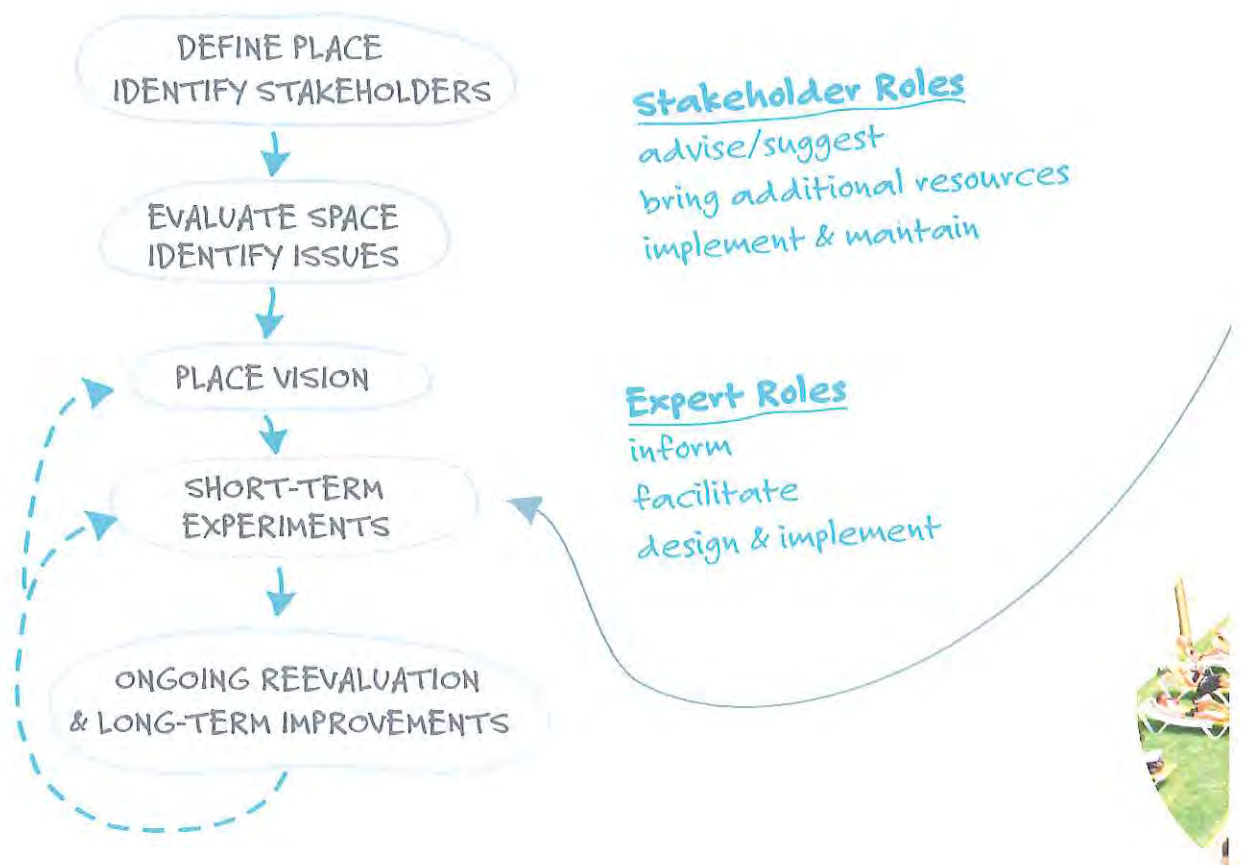 DEFINE PLACE
IDENTIFY STAKEHOLDERS
EVALUATE SPACE
IDENTIFY ISSUES
PLACE VISION
SHORT-TERM
EXPERIMENTS
ONGOING REEVALUATION
& LONG-TERM IMPROVEMENTS
Stakeholder Roles
advise/suggest
bring additional resources
implement & mantain
Expert Roles
inform
facilitate
design & implement